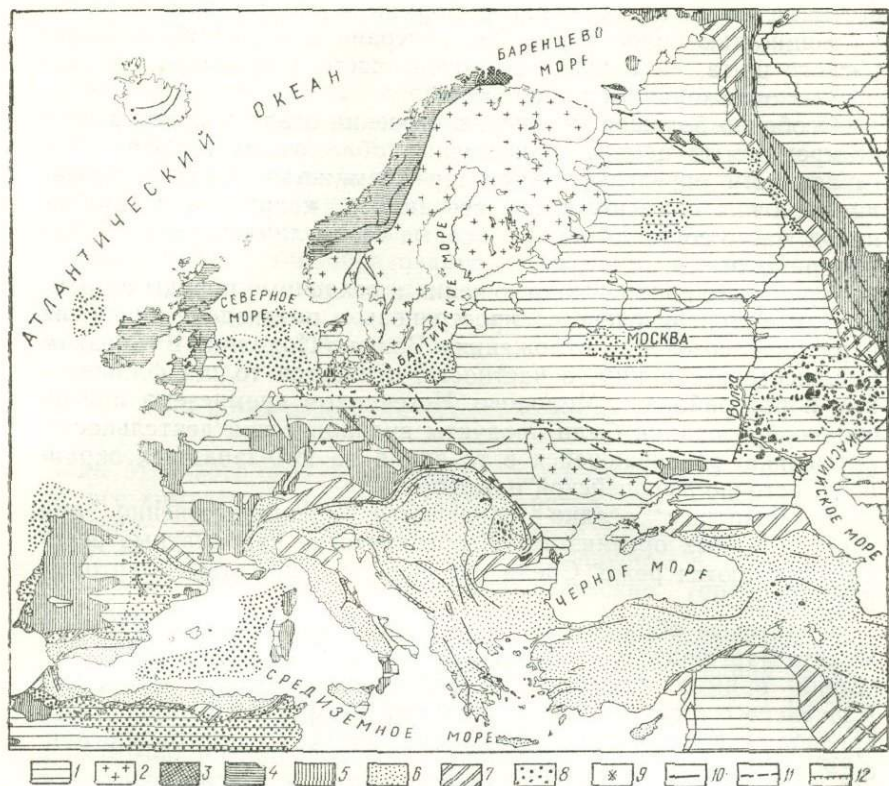 БАРЕНЦЕВО
МОРЕ
АТЛАНТИЧЕСКИЙ ОКЕАН
СЕВЕРНОЕ
МОРЕ
БАЛТИЙСКОЕ МОРЕ
МОСКВА
Волга
КАСПИЙСКОЕ МОРЕ
ЧЕРНОЕ МОРЕ
СРЕДИЗЕМНОЕ МОРЕ
1 2 3 4 5 6 7 8 9 10 11 12